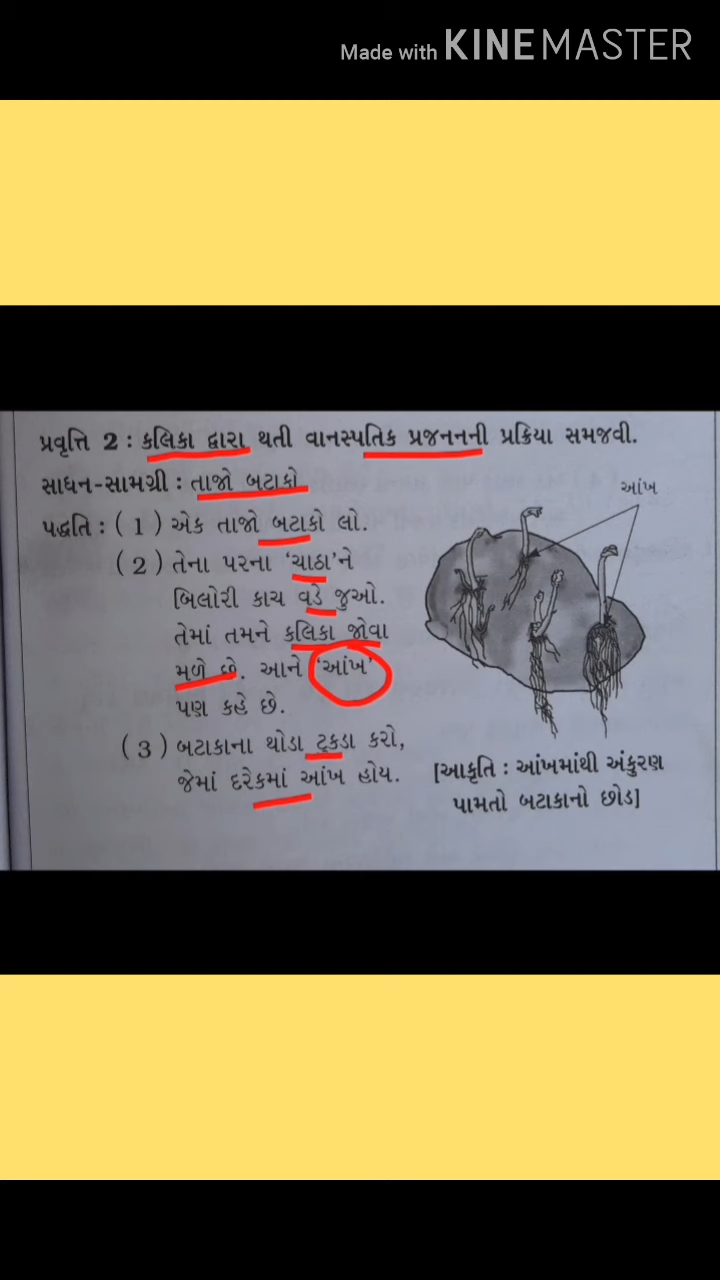 Made with KINEMASTER
પ્રવૃત્તિ 2 : કલિકા દ્વારા થતી વાનસ્પતિક પ્રજનનની પ્રક્રિયા સમજવી.
સાધન-સામગ્રી : તાજો બટાકો
પદ્ધતિ : ( 1 ) એક તાજો બટાકો લો.
( 2 ) તેના પરના ‘ચાઠા’ને
બિલોરી કાચ વડે જુઓ.
તેમાં તમને કલિકા જોવા
મળે છે. આને ‘આંખ’
પણ કહે છે.
( 3 ) બટાકાના થોડા ટૂકડા કરો,
જેમાં દરેકમાં આંખ હોય.
આંખ
[આકૃતિ : આંખમાંથી અંકુરણ
પામતો બટાકાનો છોડ]